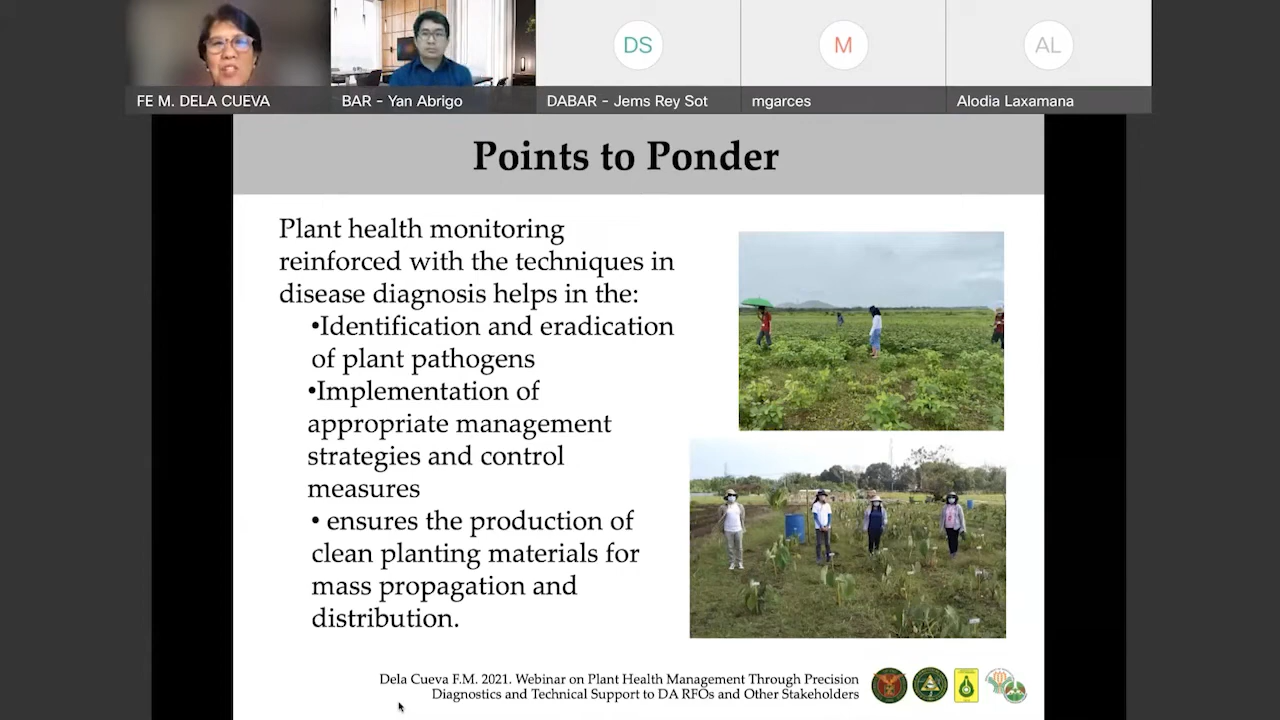 DS
M
AL
FE M. DELA CUEVA
BAR - Yan Abrigo
DABAR - Jems Rey Sot
mgarces
Alodia Laxamana
Points to Ponder
Plant health monitoring
reinforced with the techniques in
disease diagnosis helps in the:
•Identification and eradication
of plant pathogens
•Implementation of
appropriate management
strategies and control
measures
• ensures the production of
clean planting materials for
mass propagation and
distribution.
Dela Cueva F.M. 2021. Webinar on Plant Health Management Through Precision
Diagnostics and Technical Support to DA RFOs and Other Stakeholders